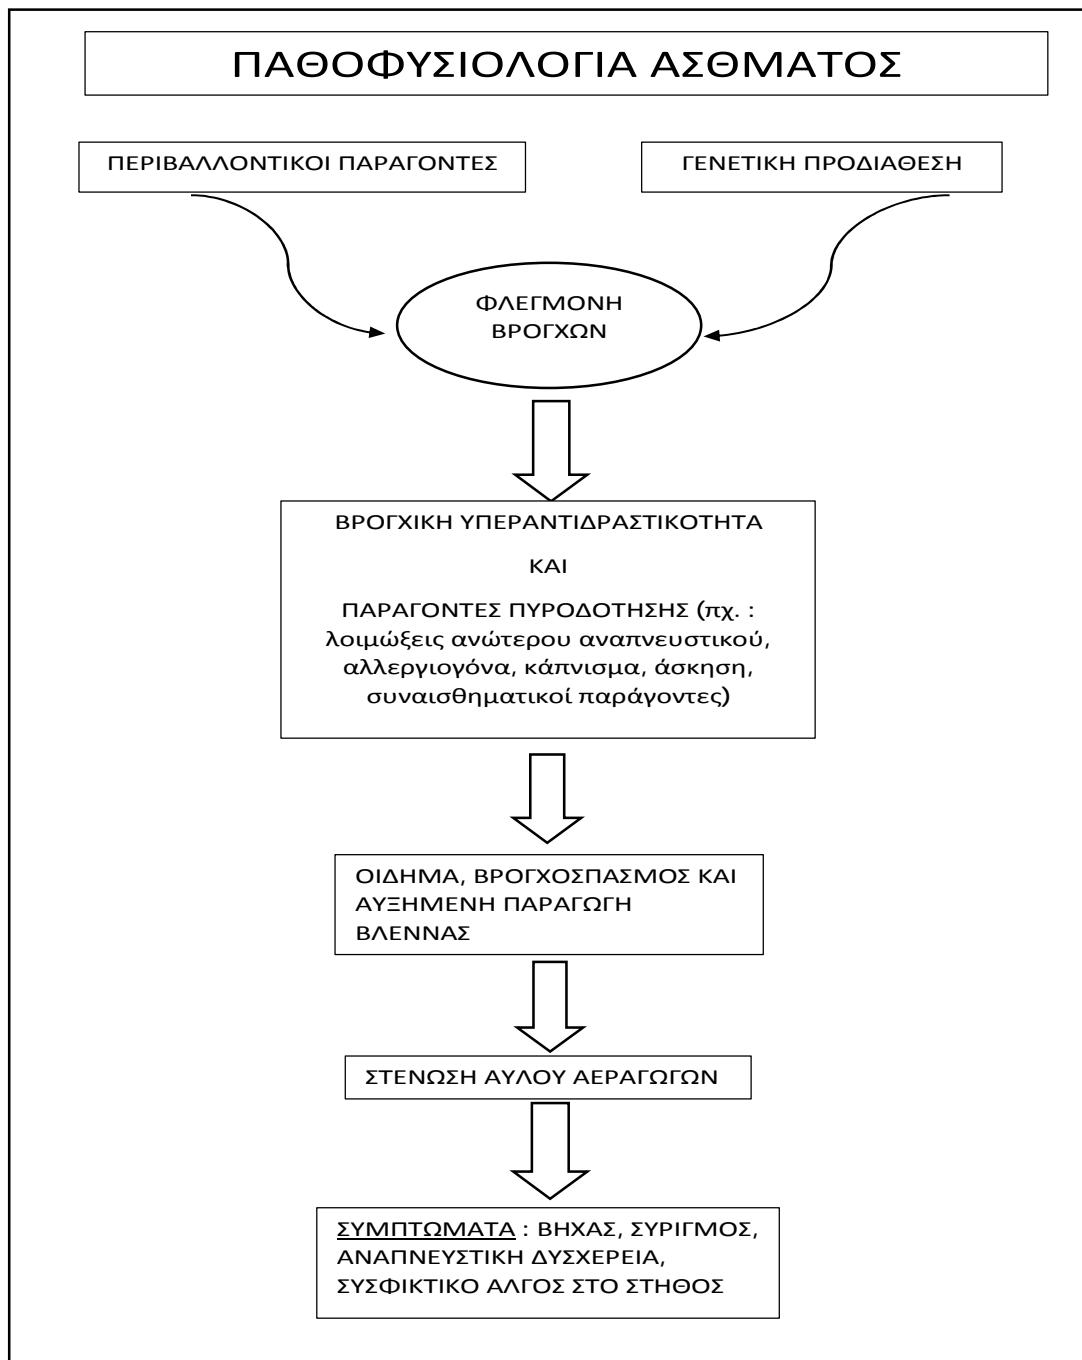 ΠΑΘΟΦΥΣΙΟΛΟΓΙΑ ΑΣΘΜΑΤΟΣ
ΠΕΡΙΒΑΛΛΟΝΤΙΚΟΙ ΠΑΡΑΓΟΝΤΕΣ
ΓΕΝΕΤΙΚΗ ΠΡΟΔΙΑΘΕΣΗ
ΦΛΕΓΜΟΝΗ
ΒΡΟΓΧΩΝ
ΒΡΟΓΧΙΚΗ ΥΠΕΡΑΝΤΙΔΡΑΣΤΙΚΟΤΗΤΑ
ΚΑΙ
ΠΑΡΑΓΟΝΤΕΣ ΠΥΡΟΔΟΤΗΣΗΣ (πχ. :
λοιμώξεις ανώτερου αναπνευστικού,
αλλεργιογόνα, κάπνισμα, άσκηση,
συναισθηματικοί παράγοντες)
ΟΙΔΗΜΑ, ΒΡΟΓΧΟΣΠΑΣΜΟΣ ΚΑΙ
ΑΥΞΗΜΕΝΗ ΠΑΡΑΓΩΓΗ
ΒΛΕΝΝΑΣ
ΣΤΕΝΩΣΗ ΑΥΛΟΥ ΑΕΡΑΓΩΓΩΝ
ΣΥΜΠΤΩΜΑΤΑ : ΒΗΧΑΣ, ΣΥΡΙΓΜΟΣ,
ΑΝΑΠΝΕΥΣΤΙΚΗ ΔΥΣΧΕΡΕΙΑ,
ΣΥΣΦΙΚΤΙΚΟ ΑΛΓΟΣ ΣΤΟ ΣΤΗΘΟΣ